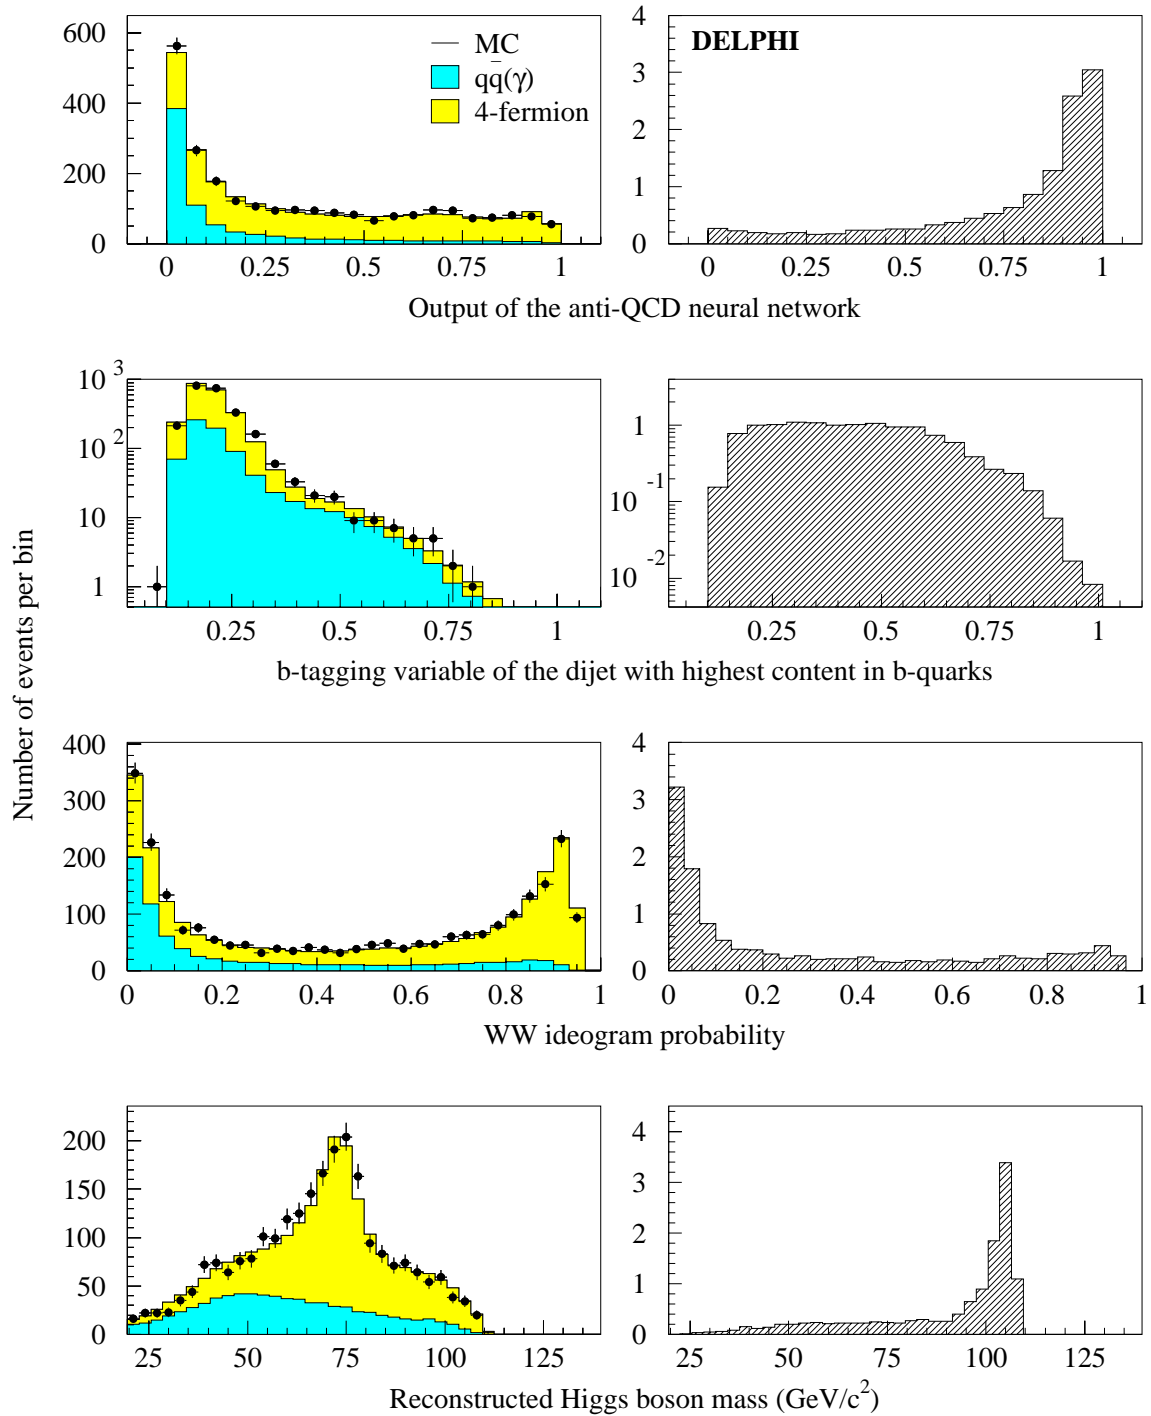 600
400
200
0
MC
qq̄(γ)
4-fermion
0 0.25 0.5 0.75 1
4
3
2
1
0
DELPHI
0 0.25 0.5 0.75 1
Output of the anti-QCD neural network
10³
10²
10
1
0.25 0.5 0.75 1
1
10⁻¹
10⁻²
0.25 0.5 0.75 1
b-tagging variable of the dijet with highest content in b-quarks
Number of events per bin
400
300
200
100
0
0 0.2 0.4 0.6 0.8 1
4
3
2
1
0
0 0.2 0.4 0.6 0.8 1
WW ideogram probability
200
150
100
50
0
25 50 75 100 125
4
3
2
1
0
25 50 75 100 125
Reconstructed Higgs boson mass (GeV/c²)